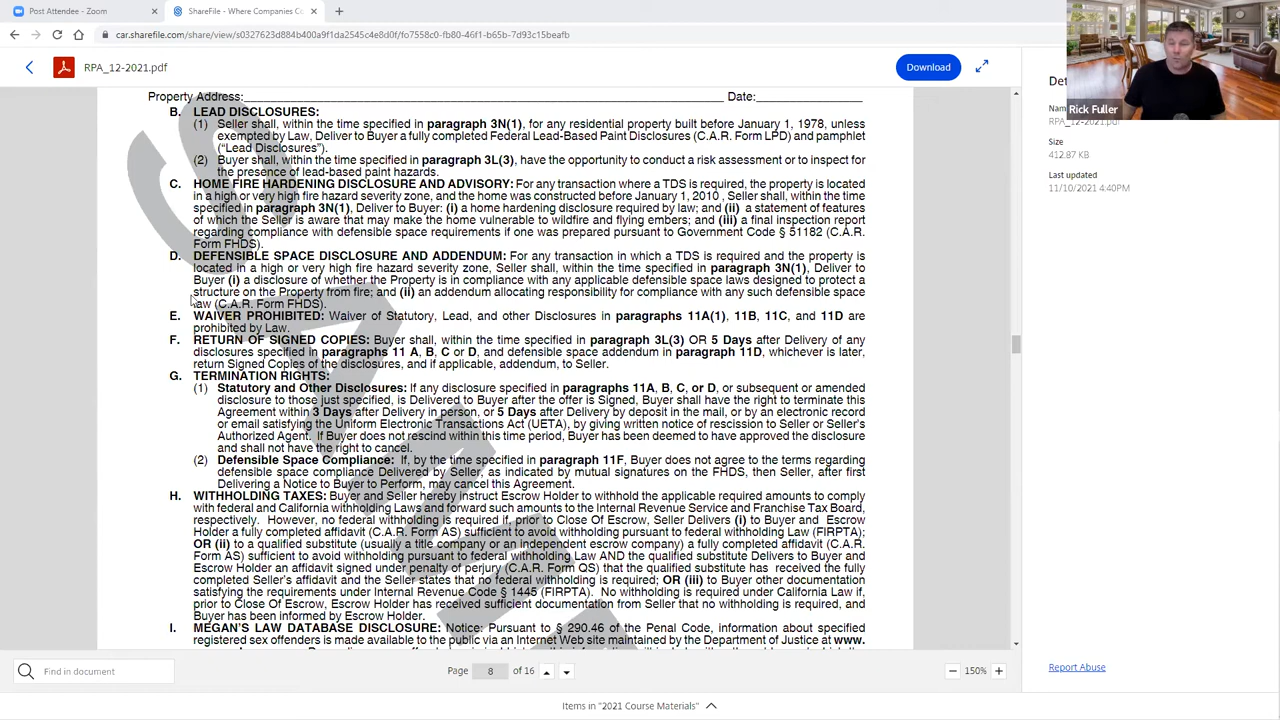 Post Attendee - Zoom
ShareFile - Where Companies Co
car.sharefile.com/share/view/s0327623d884b400a9f1da2545c4e8d0f/fo7558c0-fb80-46f1-b65b-7d93c15beafb
RPA_12-2021.pdf
Download
Rick Fuller
Property Address: Date:
B. LEAD DISCLOSURES:
(1) Seller shall, within the time specified in paragraph 3N(1), for any residential property built before January 1, 1978, unless
exempted by Law, Deliver to Buyer a fully completed Federal Lead-Based Paint Disclosures (C.A.R. Form LPD) and pamphlet
("Lead Disclosures").
(2) Buyer shall, within the time specified in paragraph 3L(3), have the opportunity to conduct a risk assessment or to inspect for
the presence of lead-based paint hazards.
C. HOME FIRE HARDENING DISCLOSURE AND ADVISORY: For any transaction where a TDS is required, the property is located
in a high or very high fire hazard severity zone, and the home was constructed before January 1, 2010 , Seller shall, within the time
specified in paragraph 3N(1), Deliver to Buyer: (i) a home hardening disclosure required by law; and (ii) a statement of features
of which the Seller is aware that may make the home vulnerable to wildfire and flying embers; and (iii) a final inspection report
regarding compliance with defensible space requirements if one was prepared pursuant to Government Code § 51182 (C.A.R.
Form FHDS).
D. DEFENSIBLE SPACE DISCLOSURE AND ADDENDUM: For any transaction in which a TDS is required and the property is
located in a high or very high fire hazard severity zone, Seller shall, within the time specified in paragraph 3N(1), Deliver to
Buyer (i) a disclosure of whether the Property is in compliance with any applicable defensible space laws designed to protect a
structure on the Property from fire; and (ii) an addendum allocating responsibility for compliance with any such defensible space
law (C.A.R. Form FHDS).
E. WAIVER PROHIBITED: Waiver of Statutory, Lead, and other Disclosures in paragraphs 11A(1), 11B, 11C, and 11D are
prohibited by Law.
F. RETURN OF SIGNED COPIES: Buyer shall, within the time specified in paragraph 3L(3) OR 5 Days after Delivery of any
disclosures specified in paragraphs 11 A, B, C or D, and defensible space addendum in paragraph 11D, whichever is later,
return Signed Copies of the disclosures, and if applicable, addendum, to Seller.
G. TERMINATION RIGHTS:
(1) Statutory and Other Disclosures: If any disclosure specified in paragraphs 11A, B, C, or D, or subsequent or amended
disclosure to those just specified, is Delivered to Buyer after the offer is Signed, Buyer shall have the right to terminate this
Agreement within 3 Days after Delivery in person, or 5 Days after Delivery by deposit in the mail, or by an electronic record
or email satisfying the Uniform Electronic Transactions Act (UETA), by giving written notice of rescission to Seller or Seller's
Authorized Agent. If Buyer does not rescind within this time period, Buyer has been deemed to have approved the disclosure
and shall not have the right to cancel.
(2) Defensible Space Compliance: If, by the time specified in paragraph 11F, Buyer does not agree to the terms regarding
defensible space compliance Delivered by Seller, as indicated by mutual signatures on the FHDS, then Seller, after first
Delivering a Notice to Buyer to Perform, may cancel this Agreement.
H. WITHHOLDING TAXES: Buyer and Seller hereby instruct Escrow Holder to withhold the applicable required amounts to comply
with federal and California withholding Laws and forward such amounts to the Internal Revenue Service and Franchise Tax Board,
respectively. However, no federal withholding is required if, prior to Close Of Escrow, Seller Delivers (i) to Buyer and Escrow
Holder a fully completed affidavit (C.A.R. Form AS) sufficient to avoid withholding pursuant to federal withholding Law (FIRPTA);
OR (ii) to a qualified substitute (usually a title company or an independent escrow company) a fully completed affidavit (C.A.R.
Form AS) sufficient to avoid withholding pursuant to federal withholding Law AND the qualified substitute Delivers to Buyer and
Escrow Holder an affidavit signed under penalty of perjury (C.A.R. Form QS) that the qualified substitute has received the fully
completed Seller's affidavit and the Seller states that no federal withholding is required; OR (iii) to Buyer other documentation
satisfying the requirements under Internal Revenue Code § 1445 (FIRPTA). No withholding is required under California Law if,
prior to Close Of Escrow, Escrow Holder has received sufficient documentation from Seller that no withholding is required, and
Buyer has been informed by Escrow Holder.
I. MEGAN'S LAW DATABASE DISCLOSURE: Notice: Pursuant to § 290.46 of the Penal Code, information about specified
registered sex offenders is made available to the public via an Internet Web site maintained by the Department of Justice at www.
Size
412.87 KB
Last updated
11/10/2021 4:40PM
Find in document
Page 8 of 16
150%
Report Abuse
Items in "2021 Course Materials"